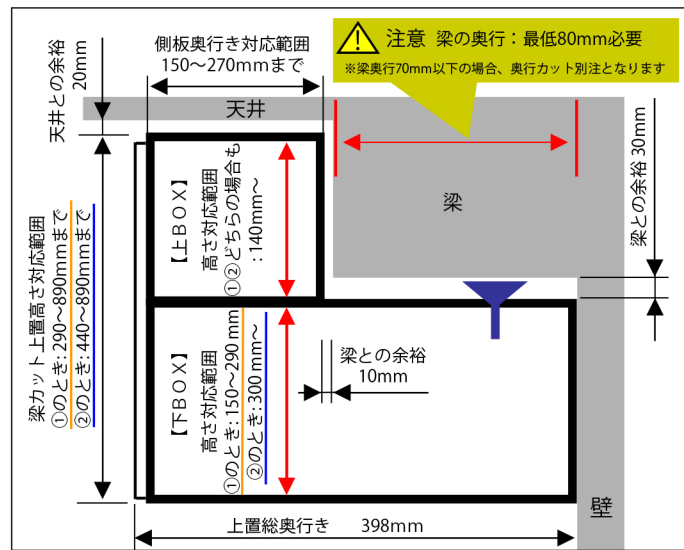 側板奥行き対応範囲
150〜270mmまで
注意 梁の奥行：最低80mm必要
※梁奥行70mm以下の場合、奥行カット別注となります
天井との余裕
20mm
天井
梁
梁との余裕 30mm
梁カット上置高さ対応範囲
①のとき:290〜890mmまで
②のとき:440〜890mmまで
【上BOX】
高さ対応範囲
①②どちらの場合も
:140mm〜
【下BOX】
高さ対応範囲
①のとき:150〜290mm
②のとき:300mm〜
梁との余裕
10mm
壁
上置総奥行き 398mm